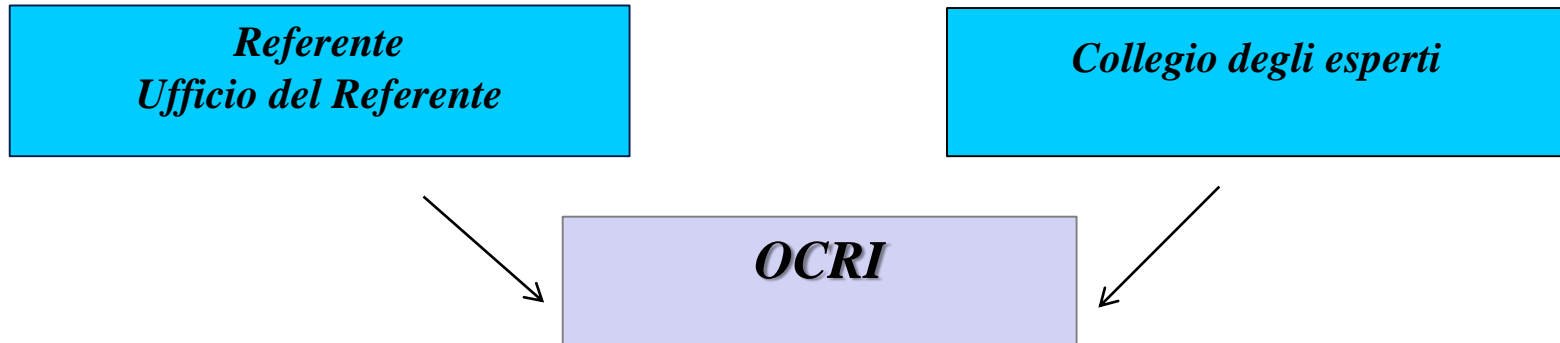 Referente
Ufficio del Referente
Collegio degli esperti
OCRI